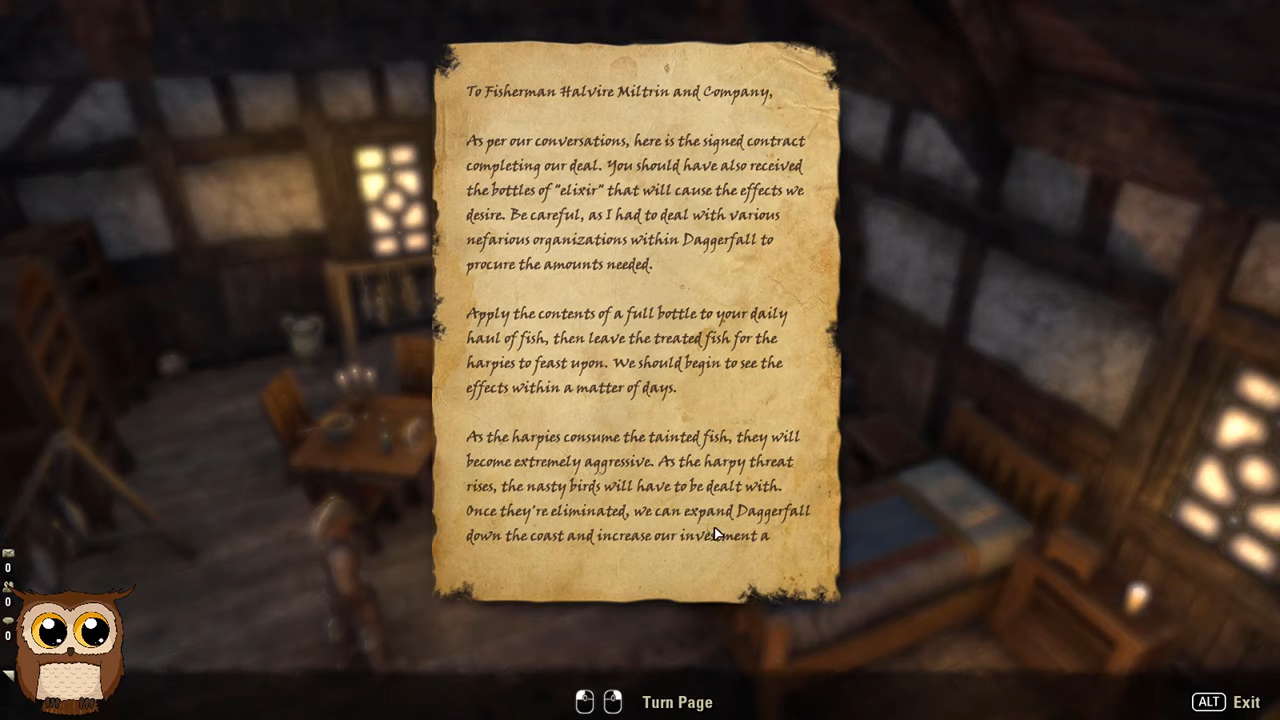 To Fisherman Halvire Miltrin and Company,
As per our conversations, here is the signed contract
completing our deal. You should have also received
the bottles of "elixir" that will cause the effects we
desire. Be careful, as I had to deal with various
nefarious organizations within Daggerfall to
procure the amounts needed.
Apply the contents of a full bottle to your daily
haul of fish, then leave the treated fish for the
harpies to feast upon. We should begin to see the
effects within a matter of days.
As the harpies consume the tainted fish, they will
become extremely aggressive. As the harpy threat
rises, the nasty birds will have to be dealt with.
Once they're eliminated, we can expand Daggerfall
down the coast and increase our investment a
0
0
0
Turn Page
ALT Exit